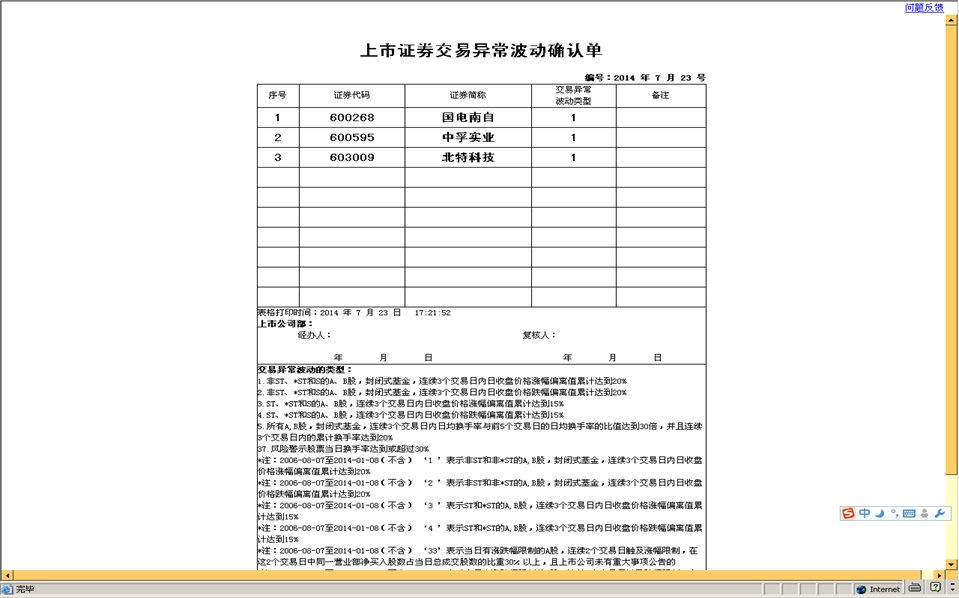 问题反馈
上市证券交易异常波动确认单
编号：2014 年 7 月 23 号
序号 证券代码 证券简称 交易异常波动类型 备注
1 600268 国电南自 1
2 600595 中孚实业 1
3 603009 北特科技 1
表格打印时间：2014 年 7 月 23 日 17:21:52
上市公司部：
经办人： 复核人：
年 月 日 年 月 日
交易异常波动的类型：
1.非ST、*ST和S的A、B股，封闭式基金，连续3个交易日内日收盘价格涨幅偏离值累计达到20%
2.非ST、*ST和S的A、B股，封闭式基金，连续3个交易日内日收盘价格跌幅偏离值累计达到20%
3.ST、*ST和S的A、B股，连续3个交易日内日收盘价格涨幅偏离值累计达到15%
4.ST、*ST和S的A、B股，连续3个交易日内日收盘价格跌幅偏离值累计达到15%
5.所有A,B股，封闭式基金，连续3个交易日内日均换手率与前5个交易日的日均换手率的比值达到30倍，并且连续
3个交易日内的累计换手率达到20%
37.风险警示股票当日换手率达到或超过30%
*注：2006-08-07至2014-01-08(不含) ‘1 ’表示非ST和非*ST的A,B股，封闭式基金，连续3个交易日内日收盘
价格涨幅偏离值累计达到20%
*注：2006-08-07至2014-01-08(不含) ‘2 ’表示非ST和非*ST的A,B股，封闭式基金，连续3个交易日内日收盘
价格跌幅偏离值累计达到20%
*注：2006-08-07至2014-01-08(不含) ‘3 ’表示ST和*ST的A,B股，连续3个交易日内日收盘价格涨幅偏离值累
计达到15%
*注：2006-08-07至2014-01-08(不含) ‘4 ’表示ST和*ST的A,B股，连续3个交易日内日收盘价格跌幅偏离值累
计达到15%
*注：2006-08-07至2014-01-08(不含) ‘33’表示当日有涨跌幅限制的A股，连续2个交易日触及涨幅限制，在
这2个交易日中同一营业部净买入股数占当日总成交股数的比重30%以上，且上市公司未有重大事项公告的
中
完毕
Internet